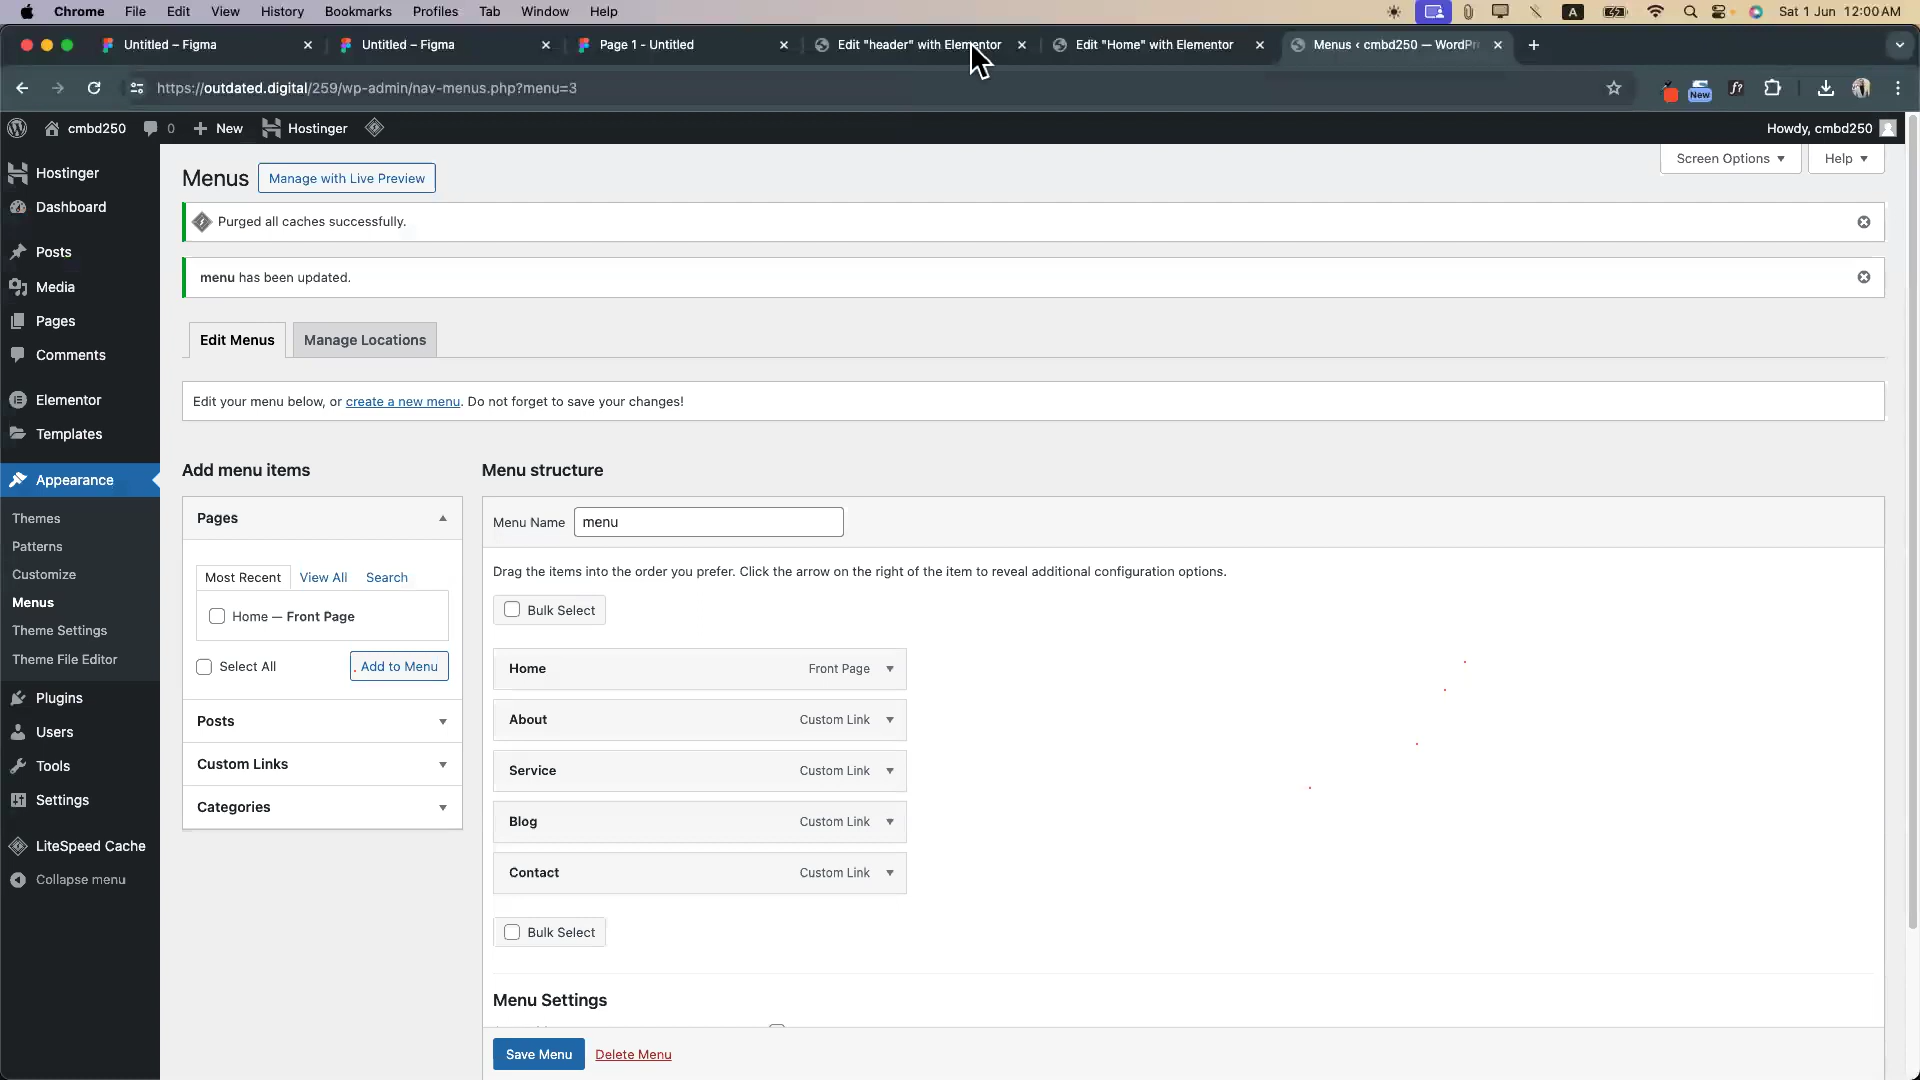 Chrome File Edit View History Bookmarks Profiles Tab Window Help A Sat 1 Jun 12:00 AM
Untitled – Figma Untitled – Figma Page 1 - Untitled Edit "header" with Elementor Edit "Home" with Elementor Menus ‹ cmbd250 — WordPr
https://outdated.digital/259/wp-admin/nav-menus.php?menu=3 New f?
cmbd250 0 New Hostinger Howdy, cmbd250
Screen Options Help
Hostinger
Dashboard
Posts
Media
Pages
Comments
Elementor
Templates
Appearance
Themes
Patterns
Customize
Menus
Theme Settings
Theme File Editor
Plugins
Users
Tools
Settings
LiteSpeed Cache
Collapse menu
Menus Manage with Live Preview
Purged all caches successfully.
menu has been updated.
Edit Menus Manage Locations
Edit your menu below, or create a new menu. Do not forget to save your changes!
Add menu items
Pages
Most Recent View All Search
Home — Front Page
Select All Add to Menu
Posts
Custom Links
Categories
Menu structure
Menu Name menu
Drag the items into the order you prefer. Click the arrow on the right of the item to reveal additional configuration options.
Bulk Select
Home Front Page
About Custom Link
Service Custom Link
Blog Custom Link
Contact Custom Link
Bulk Select
Menu Settings
Save Menu Delete Menu